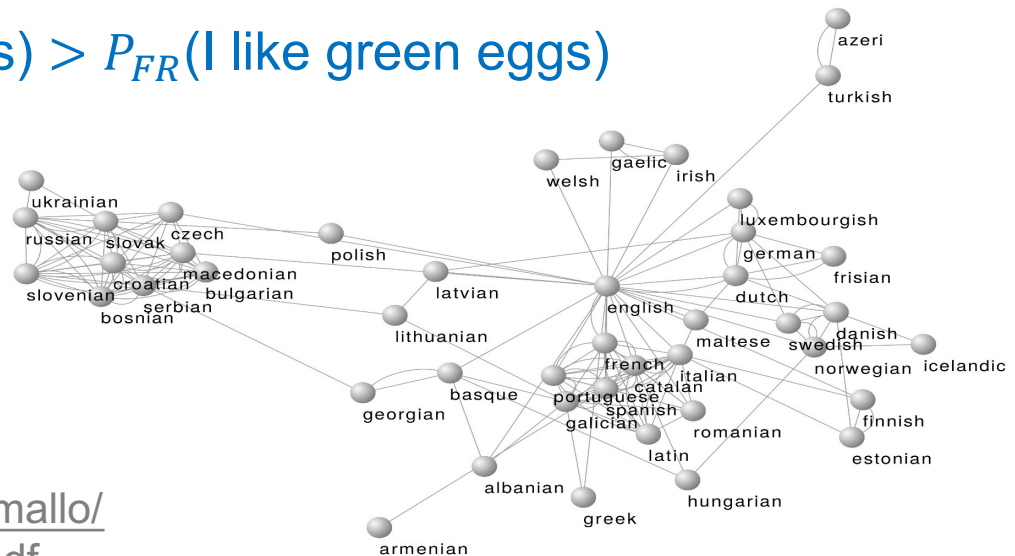 s) > P_FR(I like green eggs)
azeri
turkish
gaelic
irish
welsh
ukrainian
luxembourgish
russian
slovak
czech
polish
german
macedonian
frisian
slovenian
croatian
bulgarian
latvian
dutch
serbian
bosnian
english
maltese
danish
swedish
lithuanian
norwegian
icelandic
french
italian
catalan
basque
portuguese
spanish
georgian
galician
finnish
romanian
latin
estonian
albanian
hungarian
mallo/
greek
df
armenian